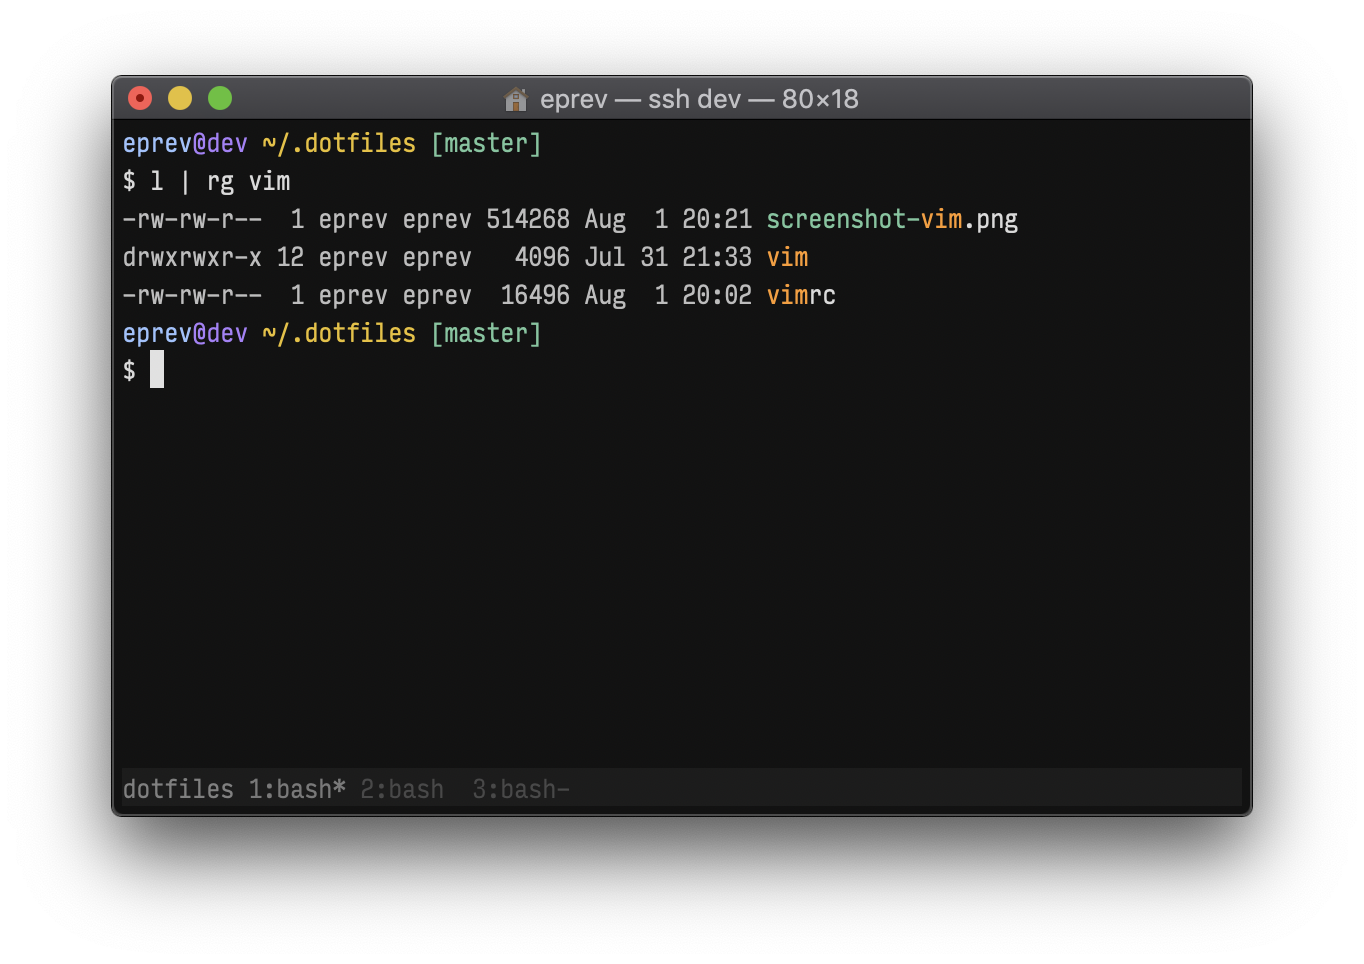 eprev — ssh dev — 80×18
eprev@dev ~/.dotfiles [master]
$ l | rg vim
-rw-rw-r--  1 eprev eprev 514268 Aug  1 20:21 screenshot-vim.png
drwxrwxr-x 12 eprev eprev   4096 Jul 31 21:33 vim
-rw-rw-r--  1 eprev eprev  16496 Aug  1 20:02 vimrc
eprev@dev ~/.dotfiles [master]
$
dotfiles 1:bash* 2:bash  3:bash-